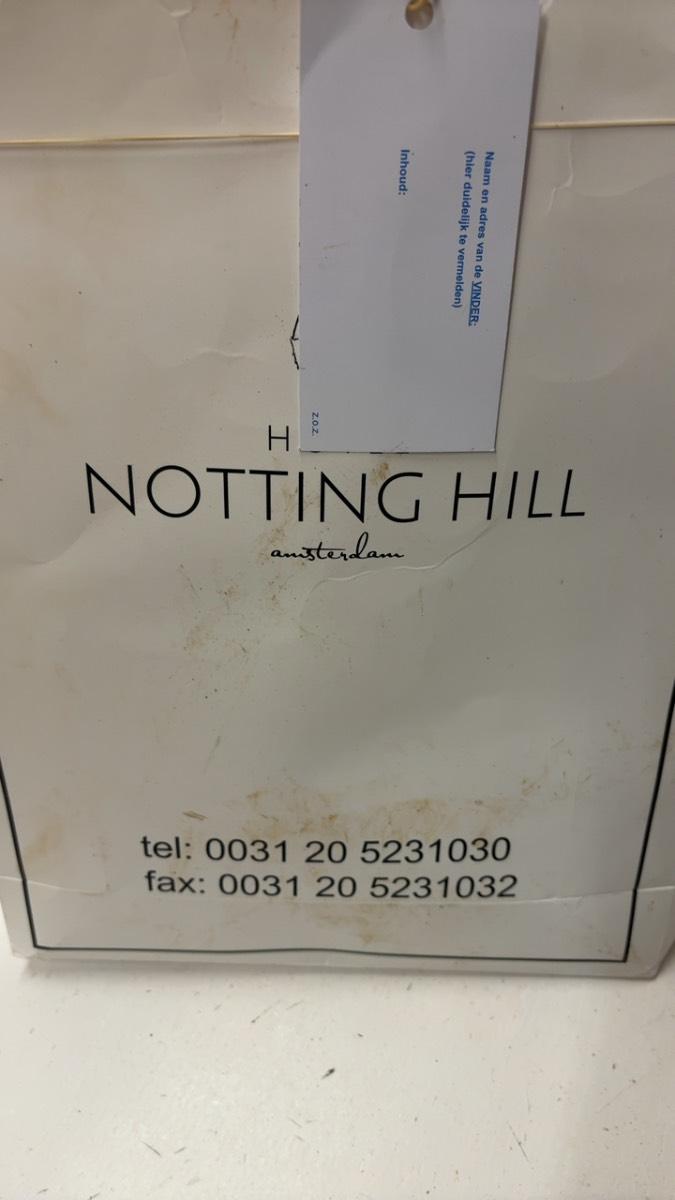 Naam en adres van de VINDER:
(hier duidelijk te vermelden)
Inhoud:
z.o.z.
NOTTING HILL
amsterdam
tel: 0031 20 5231030
fax: 0031 20 5231032